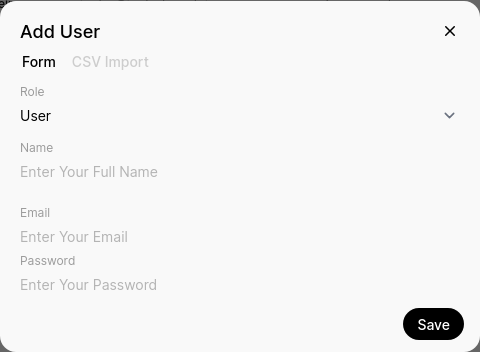 Add User
Form CSV Import
Role
User
Name
Enter Your Full Name
Email
Enter Your Email
Password
Enter Your Password
Save